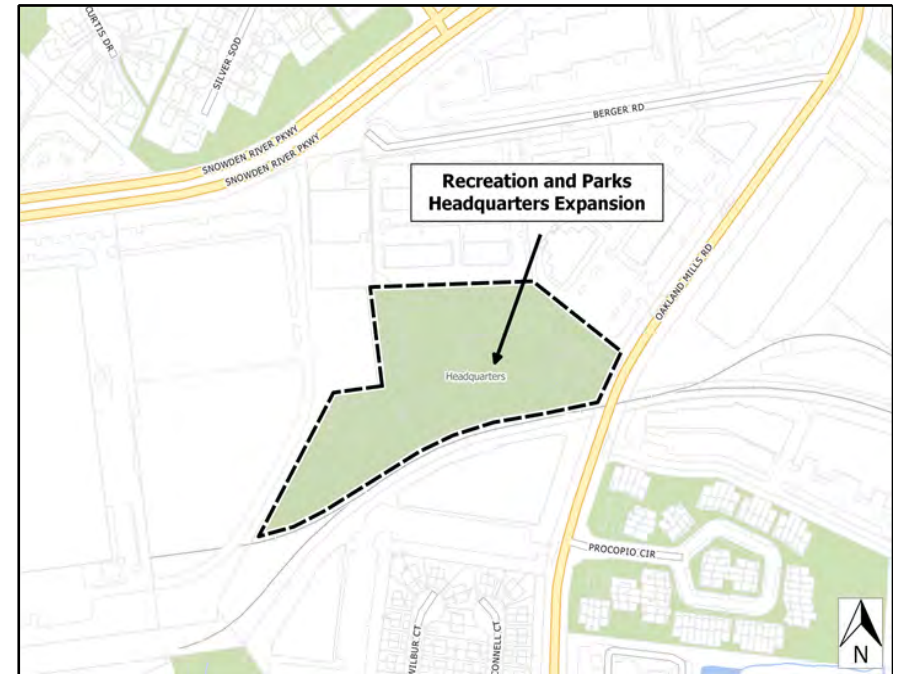 CURTIS DR
SILVER SOD
BERGER RD
SNOWDEN RIVER PKWY
SNOWDEN RIVER PKWY
Recreation and Parks
Headquarters Expansion
OAKLAND MILLS RD
Headquarters
PROCOPIO CIR
WILBUR CT
CONNELL CT
N